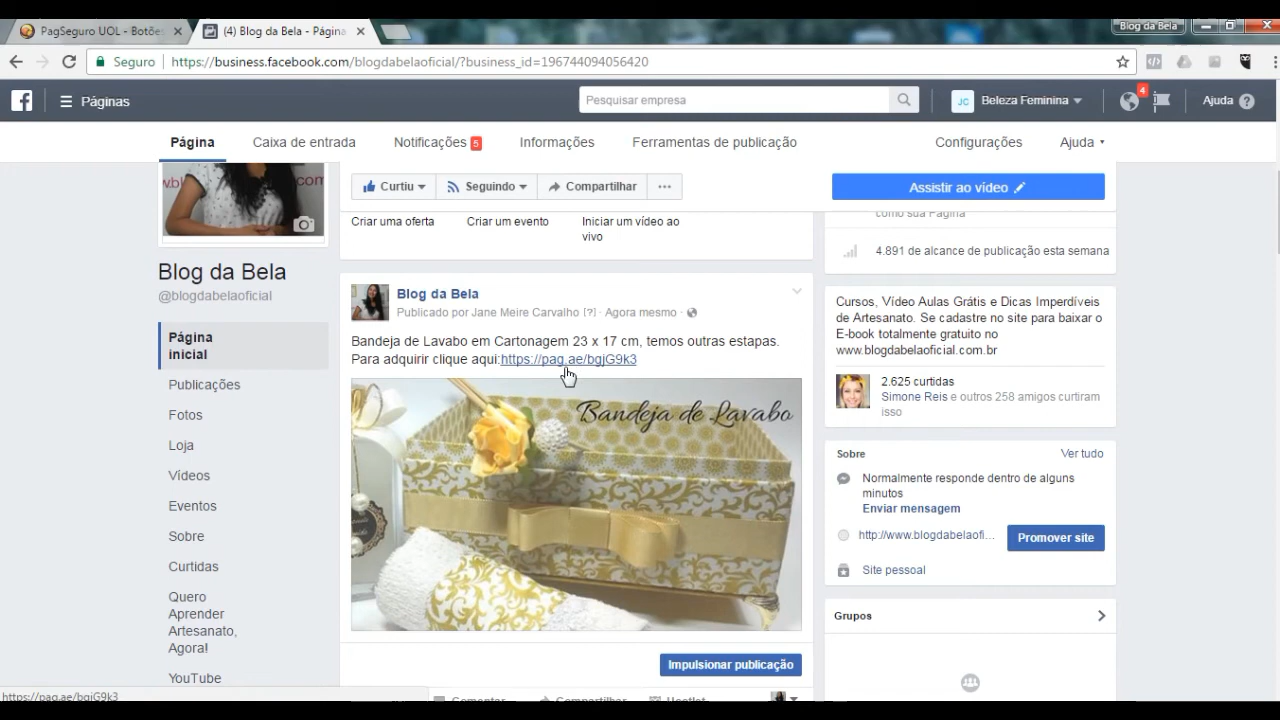 PagSeguro UOL - Botõe
(4) Blog da Bela - Página
Blog da Bela
Seguro
https://business.facebook.com/blogdabelaoficial/?business_id=196744094056420
Páginas
Pesquisar empresa
JC
Beleza Feminina
4
Ajuda
Página
Caixa de entrada
Notificações 5
Informações
Ferramentas de publicação
Configurações
Ajuda
Curtiu
Seguindo
Compartilhar
Assistir ao vídeo
Criar uma oferta
Criar um evento
Iniciar um vídeo ao
vivo
como sua Página
4.891 de alcance de publicação esta semana
Blog da Bela
@blogdabelaoficial
Página
inicial
Publicações
Fotos
Loja
Vídeos
Eventos
Sobre
Curtidas
Quero
Aprender
Artesanato,
Agora!
YouTube
Blog da Bela
Publicado por Jane Meire Carvalho [?] · Agora mesmo ·
Bandeja de Lavabo em Cartonagem 23 x 17 cm, temos outras estapas.
Para adquirir clique aqui:https://pag.ae/bgjG9k3
Bandeja de Lavabo
Impulsionar publicação
Comentar
Compartilhar
Hootlet
Cursos, Vídeo Aulas Grátis e Dicas Imperdíveis
de Artesanato. Se cadastre no site para baixar o
E-book totalmente gratuito no
www.blogdabelaoficial.com.br
2.625 curtidas
Simone Reis e outros 258 amigos curtiram
isso
Sobre
Ver tudo
Normalmente responde dentro de alguns
minutos
Enviar mensagem
http://www.blogdabelaofi...
Promover site
Site pessoal
Grupos
https://pag.ae/bgjG9k3